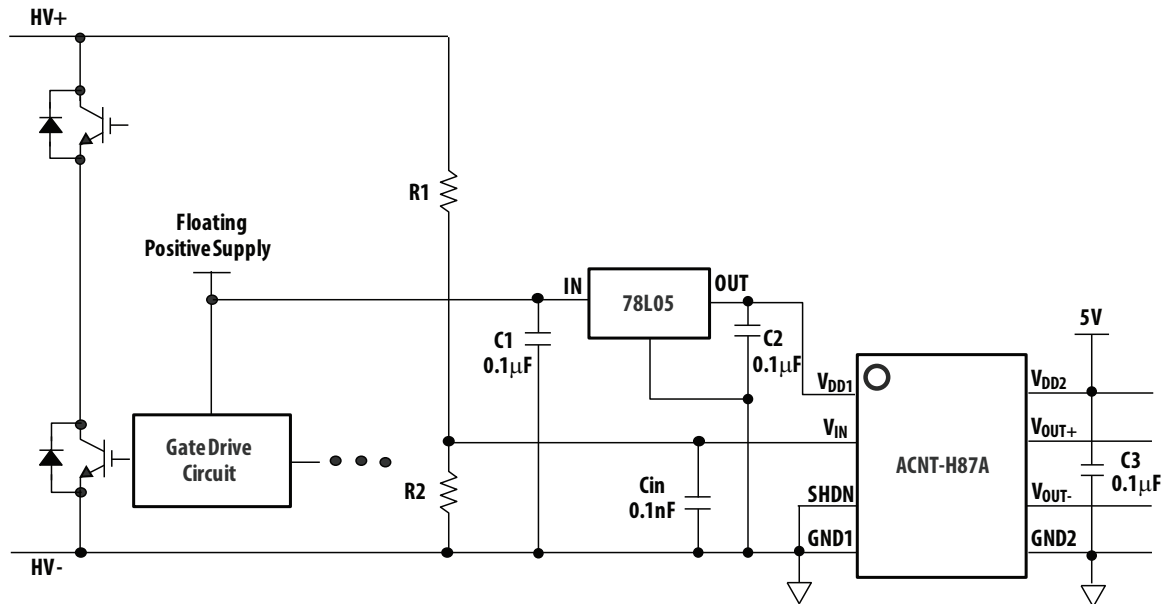 HV+
R1
Floating
Positive Supply
IN
OUT
78L05
C1
0.1μF
C2
0.1μF
5V
VDD1
VDD2
VIN
VOUT+
Gate Drive
Circuit
ACNT-H87A
C3
0.1μF
R2
Cin
0.1nF
SHDN
VOUT-
GND1
GND2
HV-